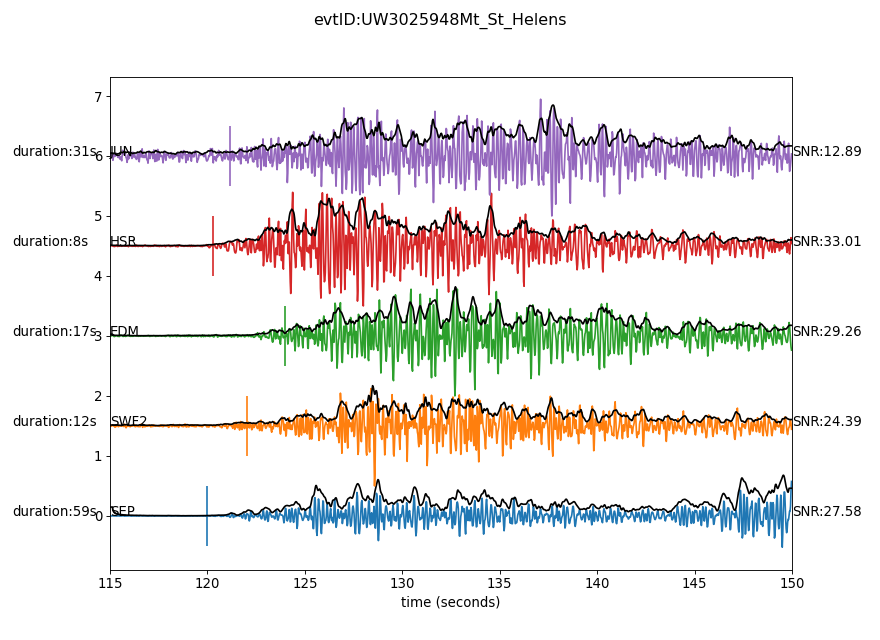 evtID:UW3025948Mt_St_Helens
7
duration:31s JUN SNR:12.89
6
5
duration:8s HSR SNR:33.01
4
duration:17s EDM SNR:29.26
3
2
duration:12s SWF2 SNR:24.39
1
duration:59s SEP SNR:27.58
0
115 120 125 130 135 140 145 150
time (seconds)